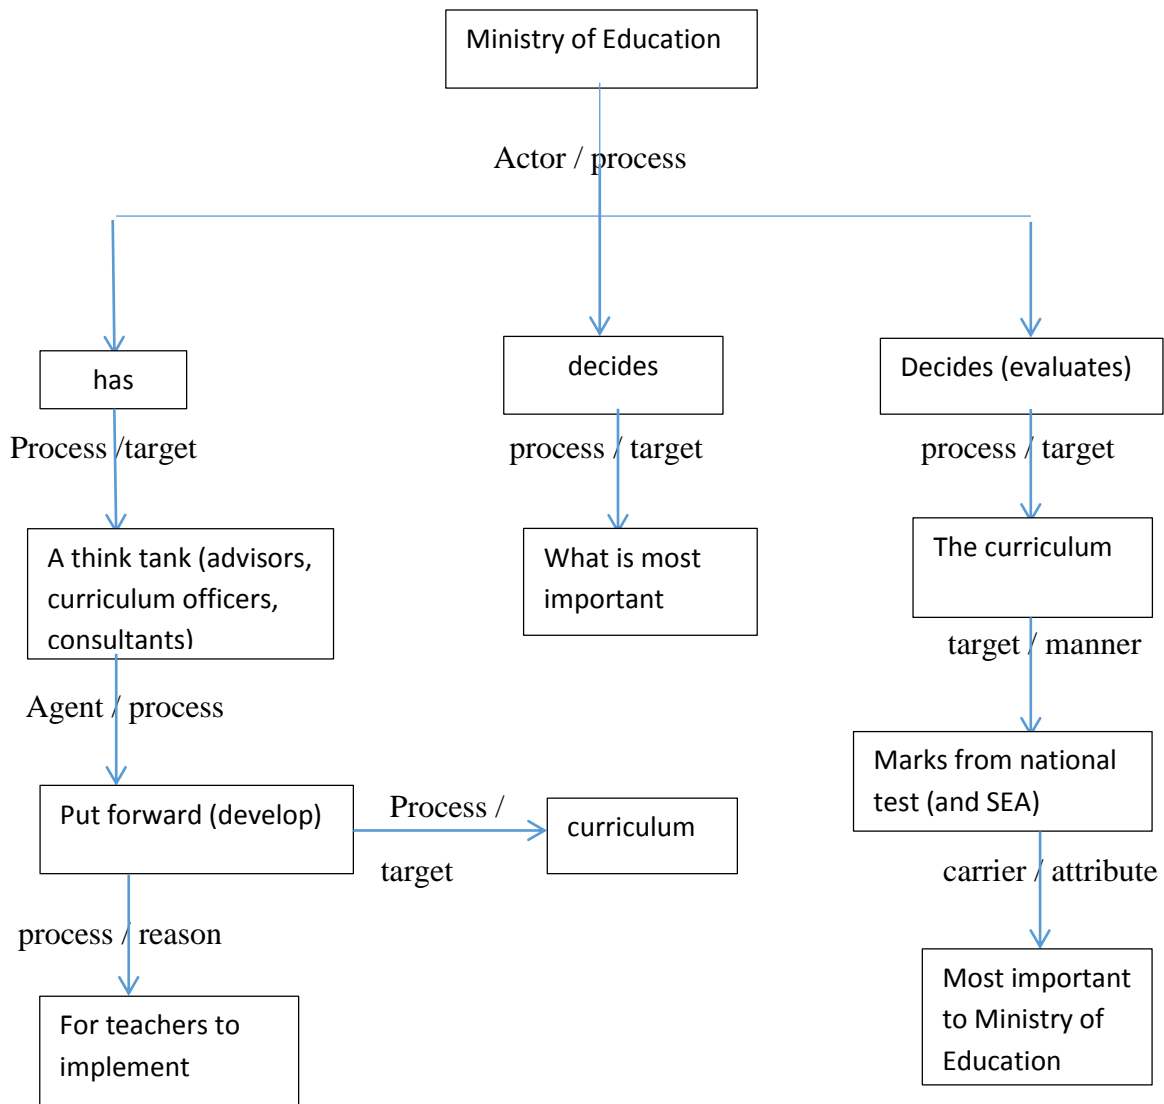 Ministry of Education
Actor / process
has
decides
Decides (evaluates)
Process /target
process / target
process / target
A think tank (advisors,
curriculum officers,
consultants)
What is most
important
The curriculum
target / manner
Agent / process
Put forward (develop)
Process /
target
curriculum
Marks from national
test (and SEA)
carrier / attribute
process / reason
For teachers to
implement
Most important
to Ministry of
Education